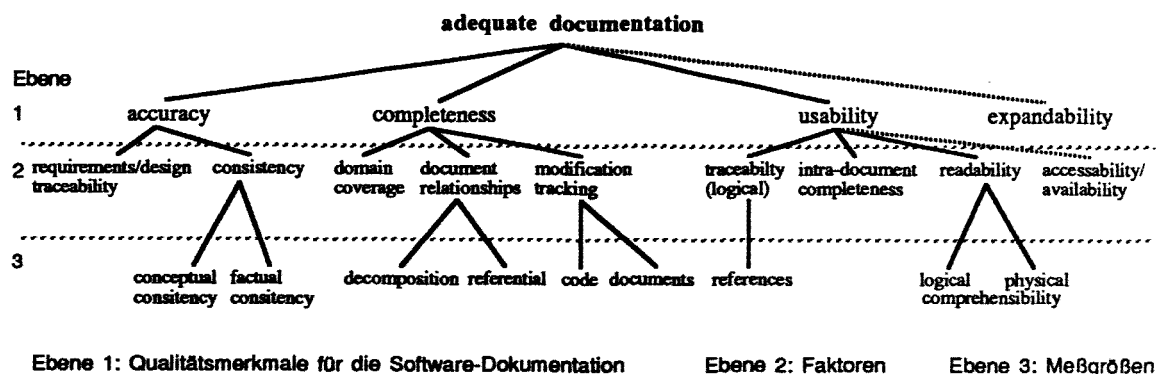 adequate documentation
Ebene
1 accuracy completeness usability expandability
2 requirements/design consistency domain document modification traceabilty intra-document readability accessability/
traceability coverage relationships tracking (logical) completeness availability
3
conceptual factual decomposition referential code documents references logical physical
consitency consitency comprehensibility
Ebene 1: Qualitätsmerkmale für die Software-Dokumentation Ebene 2: Faktoren Ebene 3: Meßgrößen